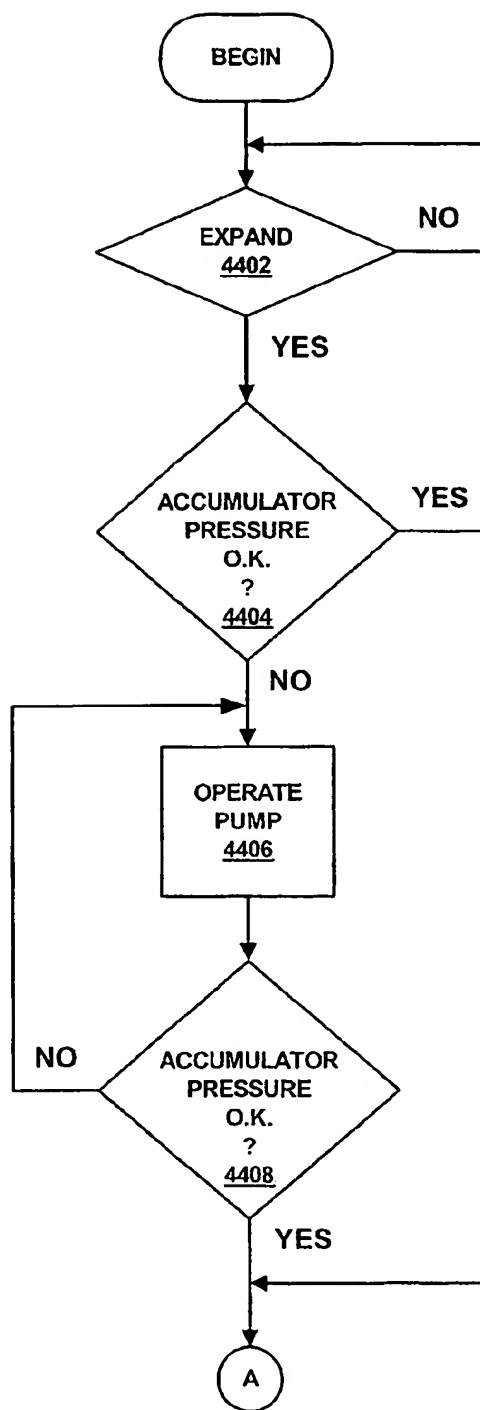 BEGIN
EXPAND
4402
NO
YES
ACCUMULATOR
PRESSURE
O.K.
?
4404
YES
NO
OPERATE
PUMP
4406
NO
ACCUMULATOR
PRESSURE
O.K.
?
4408
YES
A